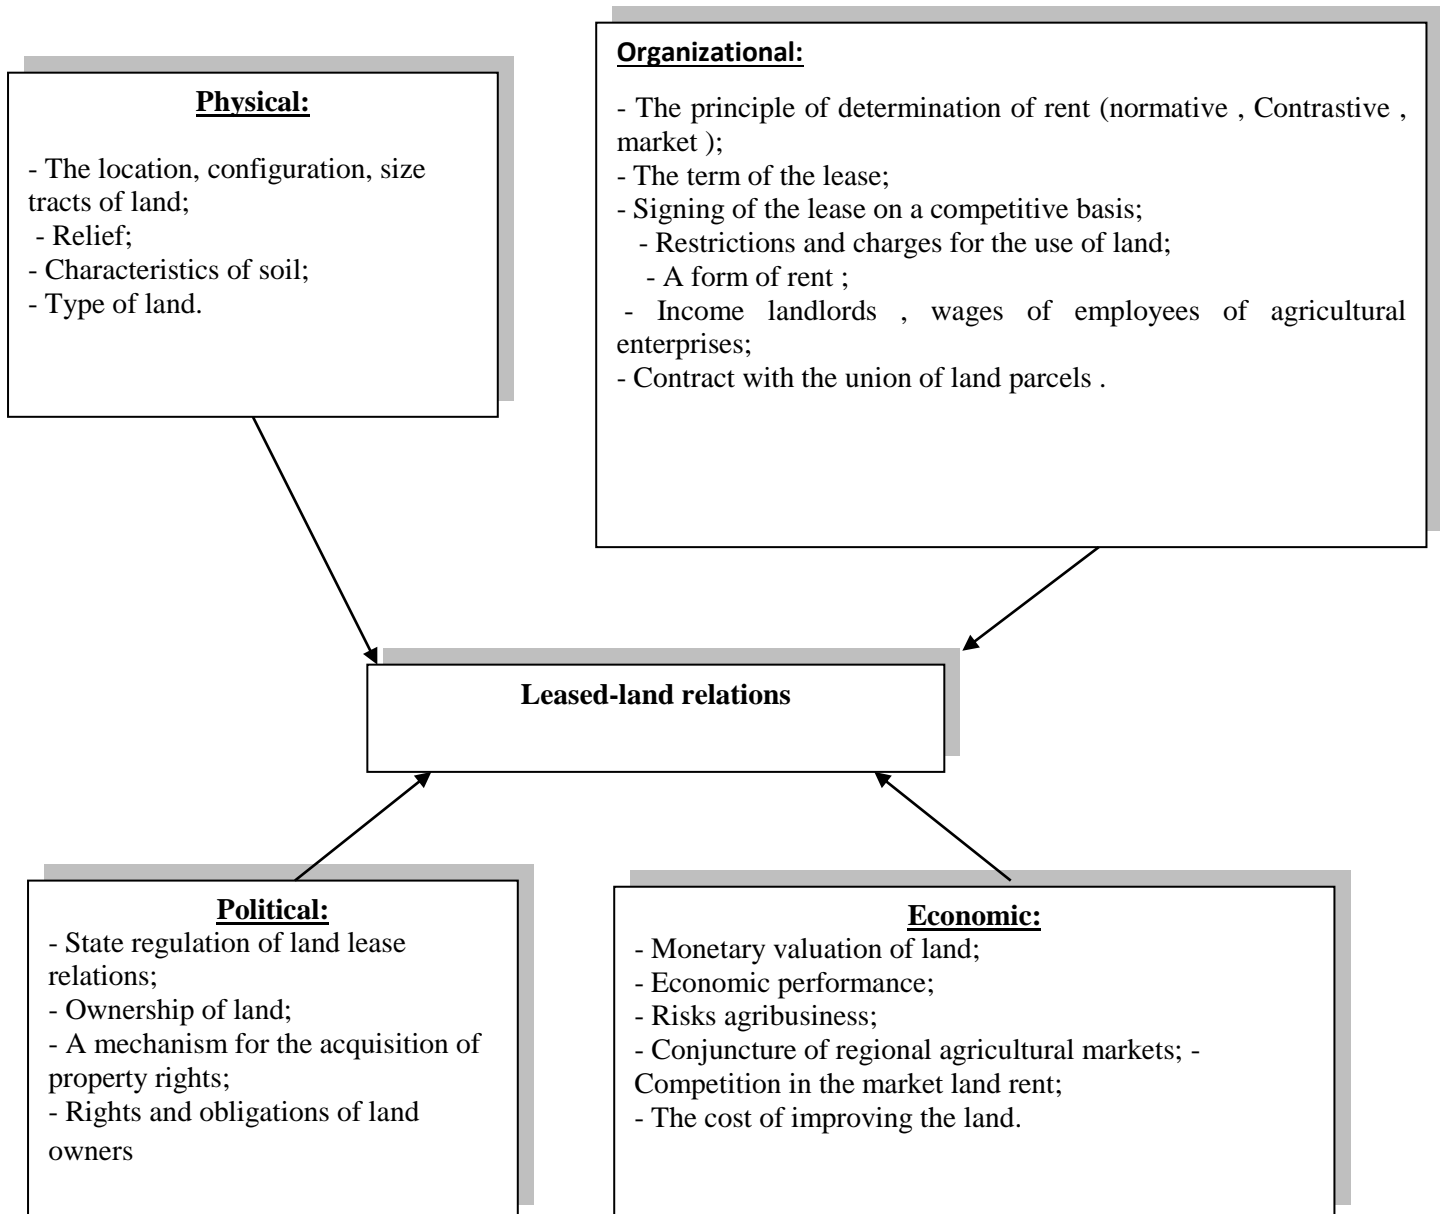 Physical:
- The location, configuration, size
tracts of land;
- Relief;
- Characteristics of soil;
- Type of land.
Organizational:
- The principle of determination of rent (normative , Contrastive ,
market );
- The term of the lease;
- Signing of the lease on a competitive basis;
- Restrictions and charges for the use of land;
- A form of rent ;
- Income landlords , wages of employees of agricultural
enterprises;
- Contract with the union of land parcels .
Leased-land relations
Political:
- State regulation of land lease
relations;
- Ownership of land;
- A mechanism for the acquisition of
property rights;
- Rights and obligations of land
owners
Economic:
- Monetary valuation of land;
- Economic performance;
- Risks agribusiness;
- Conjuncture of regional agricultural markets; -
Competition in the market land rent;
- The cost of improving the land.